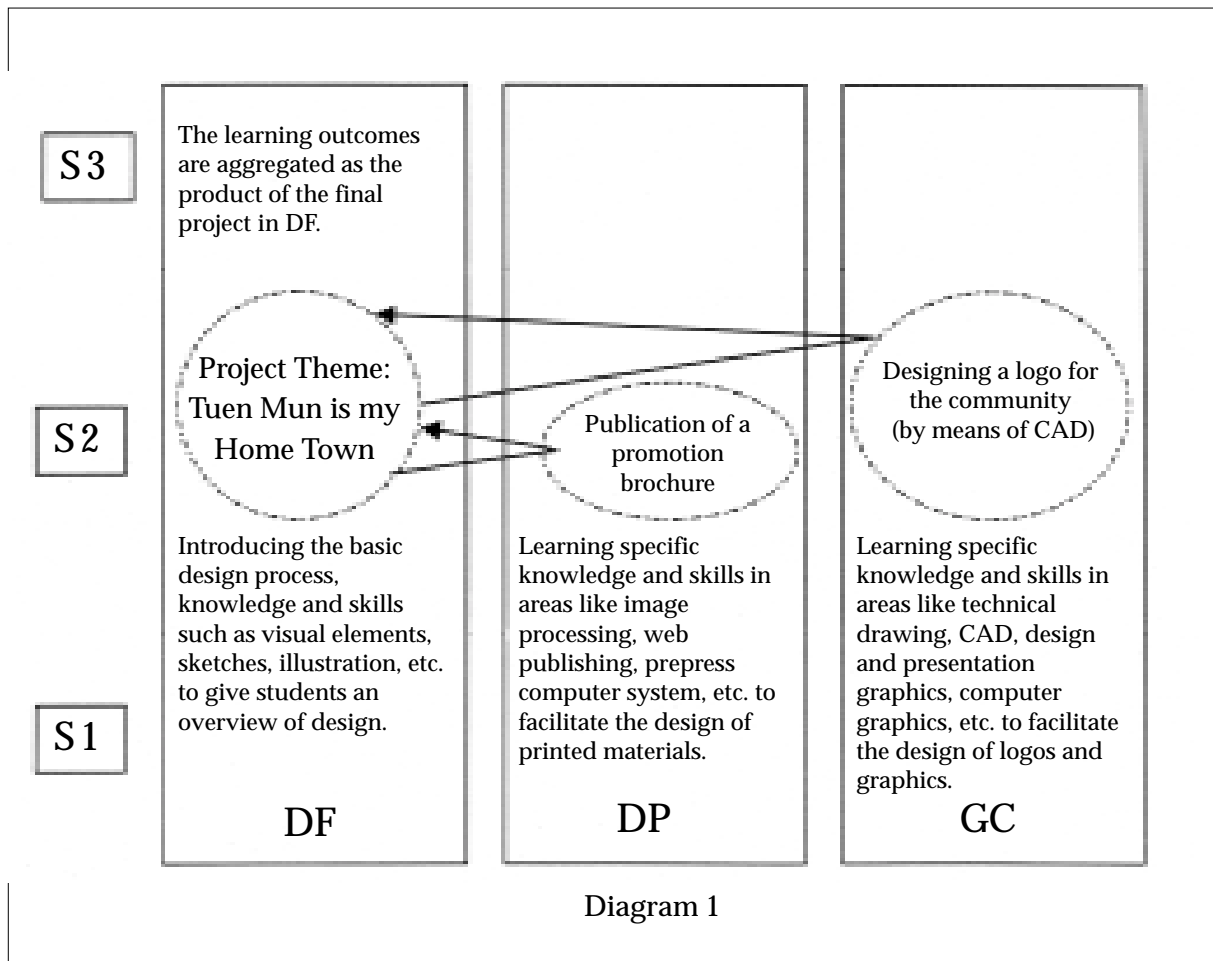 S3
The learning outcomes
are aggregated as the
product of the final
project in DF.
S2
Project Theme:
Tuen Mun is my
Home Town
Publication of a
promotion
brochure
Designing a logo for
the community
(by means of CAD)
S1
Introducing the basic
design process,
knowledge and skills
such as visual elements,
sketches, illustration, etc.
to give students an
overview of design.
DF
Learning specific
knowledge and skills in
areas like image
processing, web
publishing, prepress
computer system, etc. to
facilitate the design of
printed materials.
DP
Learning specific
knowledge and skills in
areas like technical
drawing, CAD, design
and presentation
graphics, computer
graphics, etc. to facilitate
the design of logos and
graphics.
GC
Diagram 1